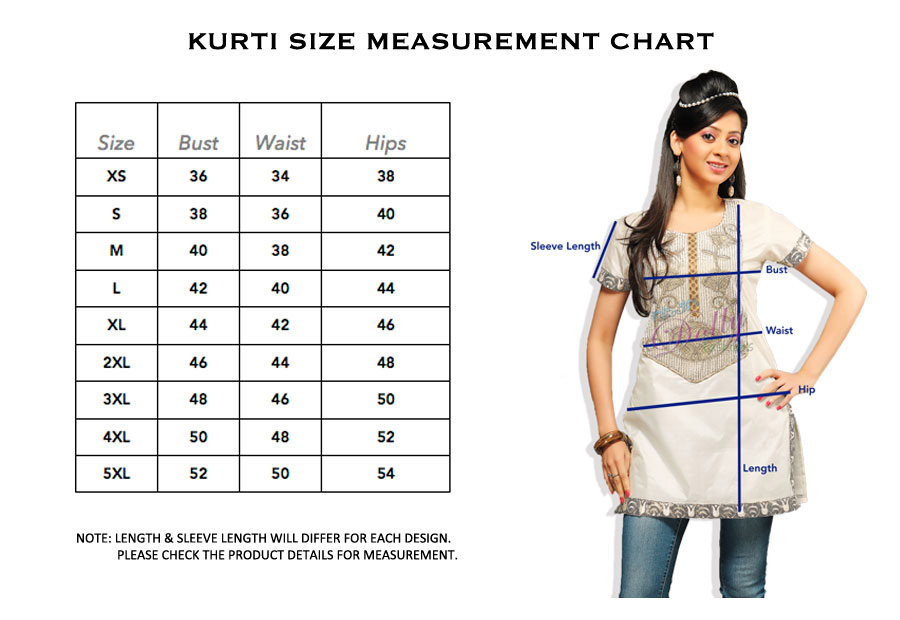 KURTI SIZE MEASUREMENT CHART
Size Bust Waist Hips
XS 36 34 38
S 38 36 40
M 40 38 42
L 42 40 44
XL 44 42 46
2XL 46 44 48
3XL 48 46 50
4XL 50 48 52
5XL 52 50 54
NOTE: LENGTH & SLEEVE LENGTH WILL DIFFER FOR EACH DESIGN.
PLEASE CHECK THE PRODUCT DETAILS FOR MEASUREMENT.
Sleeve Length
Bust
Waist
Hip
Length